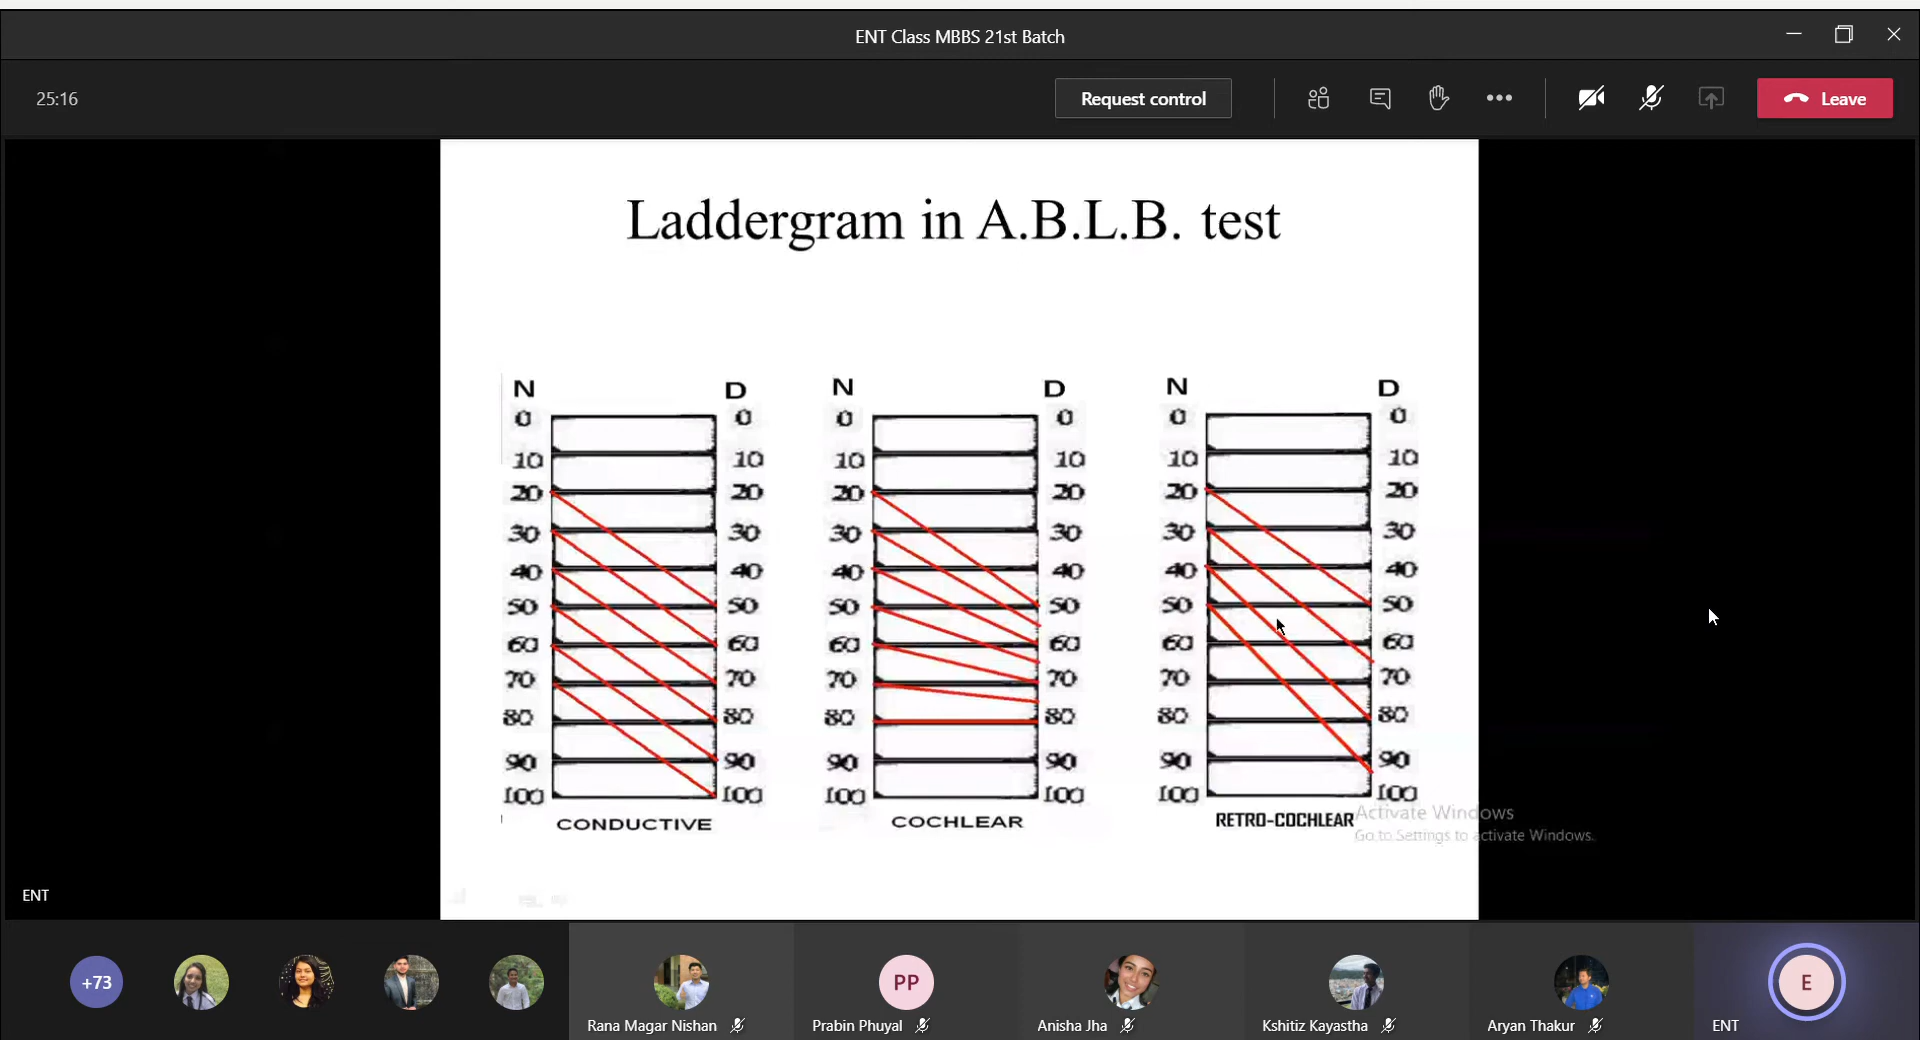 ENT Class MBBS 21st Batch
25:16
Request control
Leave
Laddergram in A.B.L.B. test
N D N D N D
0 0 0 0 0 0
10 10 10 10 10 10
20 20 20 20 20 20
30 30 30 30 30 30
40 40 40 40 40 40
50 50 50 50 50 50
60 60 60 60 60 60
70 70 70 70 70 70
80 80 80 80 80 80
90 90 90 90 90 90
100 100 100 100 100 100
CONDUCTIVE COCHLEAR RETRO-COCHLEAR
Activate Windows
Go to Settings to activate Windows.
ENT
+73
PP
E
Rana Magar Nishan Prabin Phuyal Anisha Jha Kshitiz Kayastha Aryan Thakur ENT